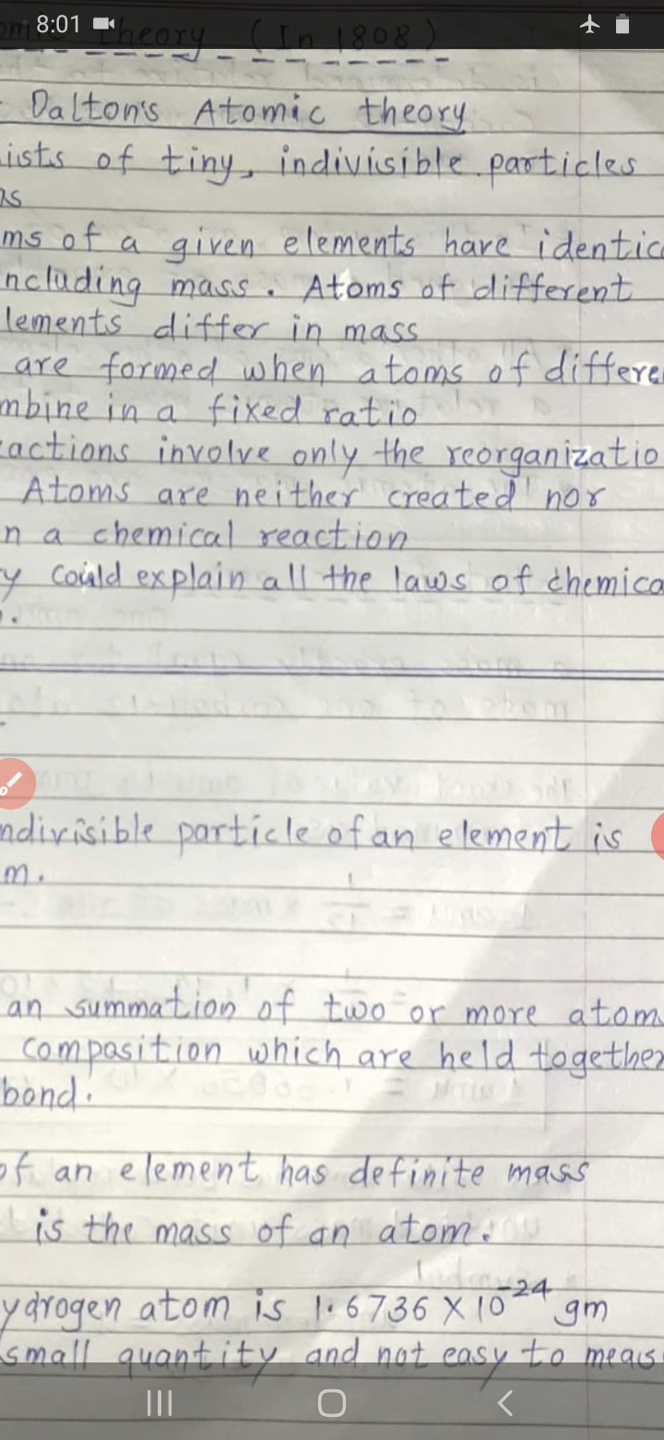 8:01
theory (In 1808)
Dalton's Atomic theory
ists of tiny, indivisible particles
ns
ms of a given elements have identic
ncluding mass. Atoms of different
lements differ in mass
are formed when atoms of differe
mbine in a fixed ratio
actions involve only the reorganizatio
Atoms are neither created nor
n a chemical reaction
y could explain all the laws of chemica
ndivisible particle of an element is
m.
an summation of two or more atom
composition which are held together
bond.
of an element has definite mass
is the mass of an atom.
ydrogen atom is 1.6736 X 10⁻²⁴ gm
small quantity and not easy to meas